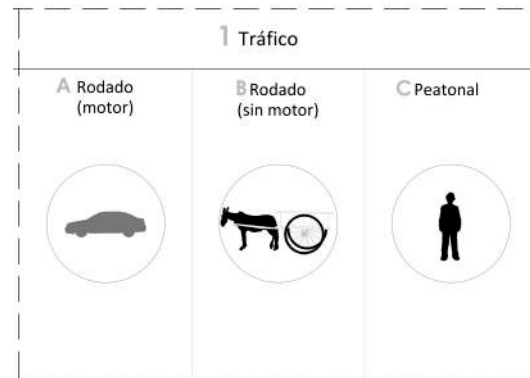 1 Tráfico
A Rodado
(motor)
B Rodado
(sin motor)
C Peatonal